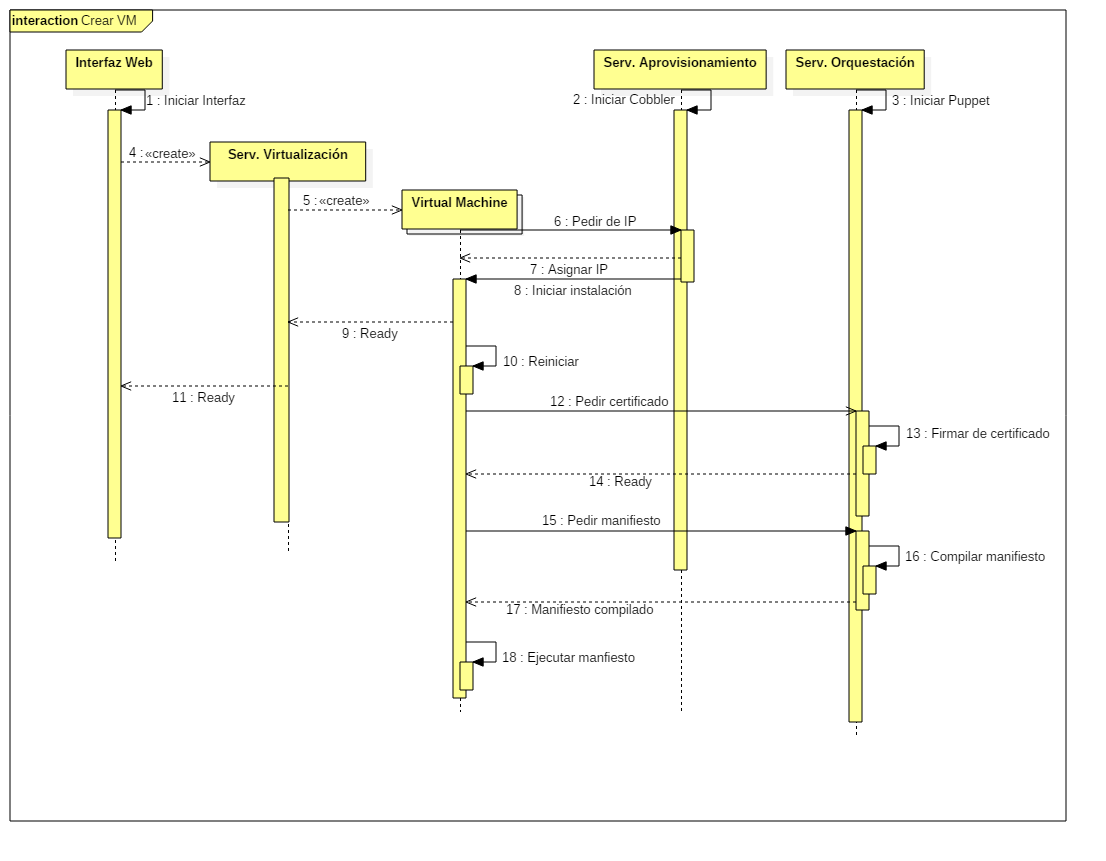 interaction Crear VM
Interfaz Web
Serv. Aprovisionamiento
Serv. Orquestación
1 : Iniciar Interfaz
2 : Iniciar Cobbler
3 : Iniciar Puppet
4 : «create»
Serv. Virtualización
5 : «create»
Virtual Machine
6 : Pedir de IP
7 : Asignar IP
8 : Iniciar instalación
9 : Ready
10 : Reiniciar
11 : Ready
12 : Pedir certificado
13 : Firmar de certificado
14 : Ready
15 : Pedir manifiesto
16 : Compilar manifiesto
17 : Manifiesto compilado
18 : Ejecutar manfiesto